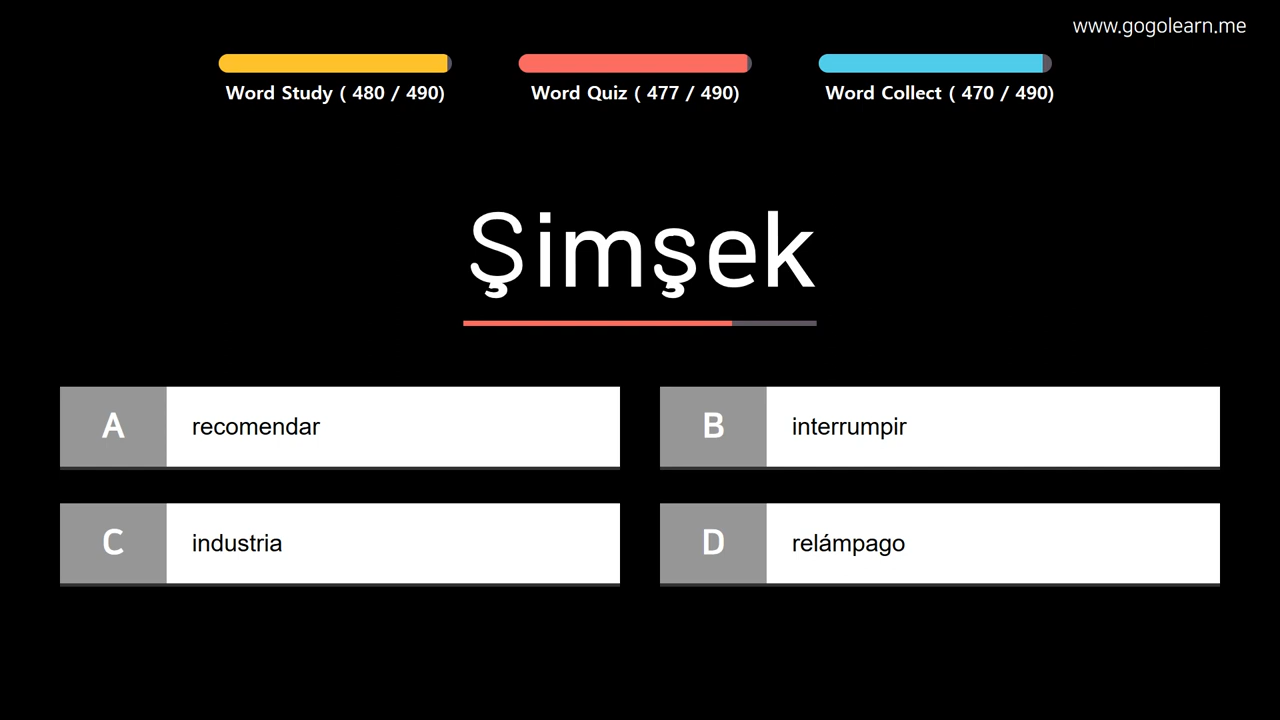 www.gogolearn.me
Word Study ( 480 / 490)
Word Quiz ( 477 / 490)
Word Collect ( 470 / 490)
Şimşek
A
recomendar
B
interrumpir
C
industria
D
relámpago